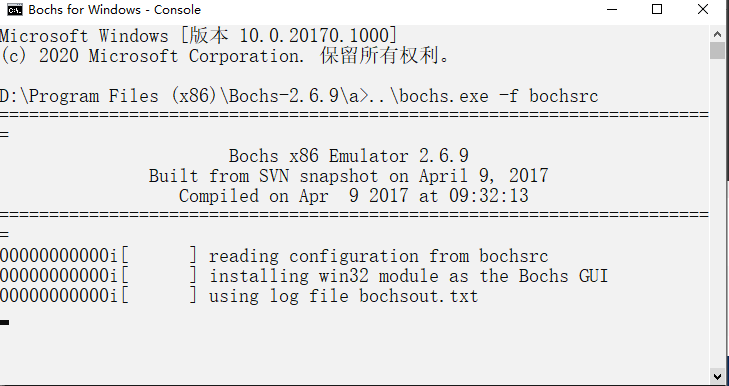 Bochs for Windows - Console
Microsoft Windows [版本 10.0.20170.1000]
(c) 2020 Microsoft Corporation. 保留所有权利。
D:\Program Files (x86)\Bochs-2.6.9\a>..\bochs.exe -f bochsrc
=======================================================================
=
Bochs x86 Emulator 2.6.9
Built from SVN snapshot on April 9, 2017
Compiled on Apr  9 2017 at 09:32:13
=======================================================================
=
00000000000i[      ] reading configuration from bochsrc
00000000000i[      ] installing win32 module as the Bochs GUI
00000000000i[      ] using log file bochsout.txt